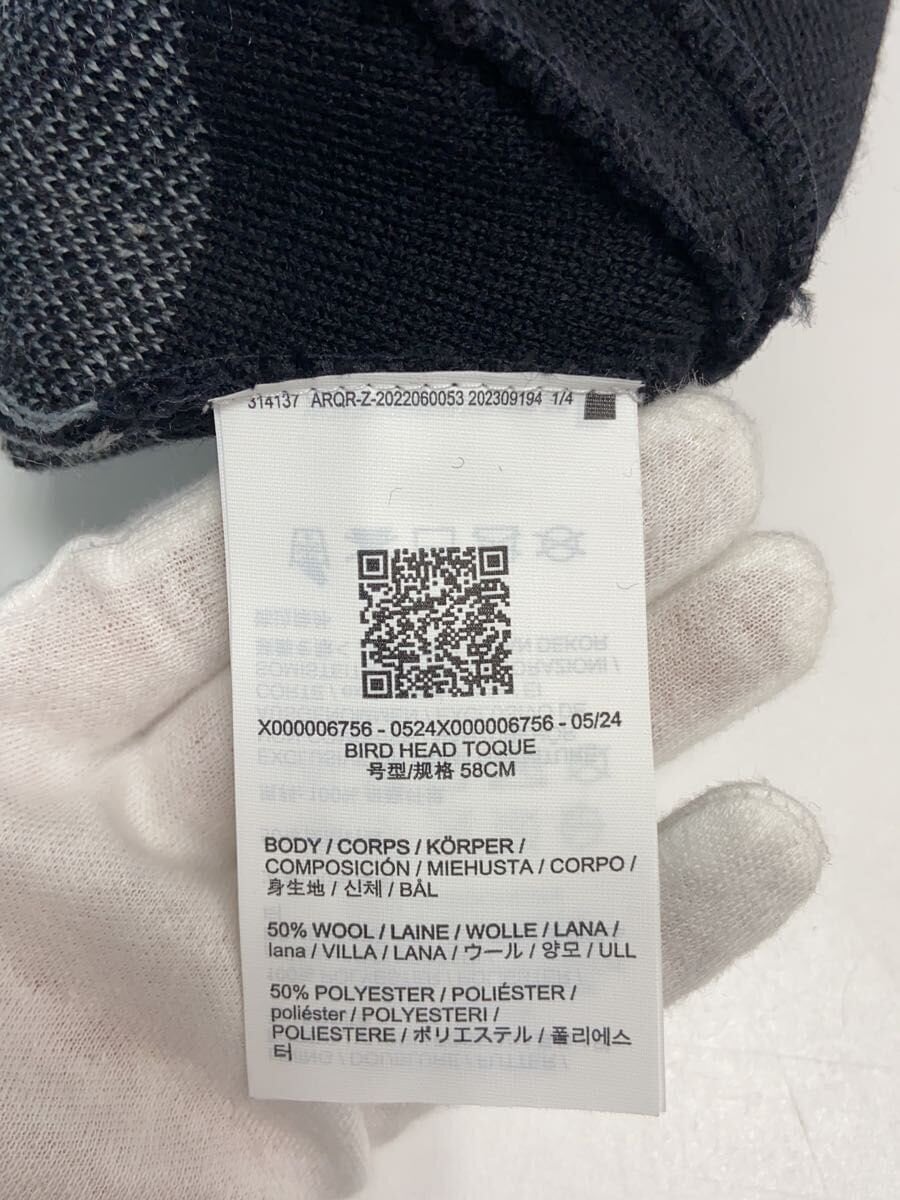 314137 ARQR-Z-2022060053 202309194 1/4
X000006756 - 0524X000006756 - 05/24
BIRD HEAD TOQUE
号型/规格 58CM
BODY / CORPS / KÖRPER /
COMPOSICIÓN / MIEHUSTA / CORPO /
身生地 / 신체 / BÅL
50% WOOL / LAINE / WOLLE / LANA /
lana / VILLA / LANA / ウール / 양모 / ULL
50% POLYESTER / POLIÉSTER /
poliéster / POLYESTERI /
POLIESTERE / ポリエステル / 폴리에스
터